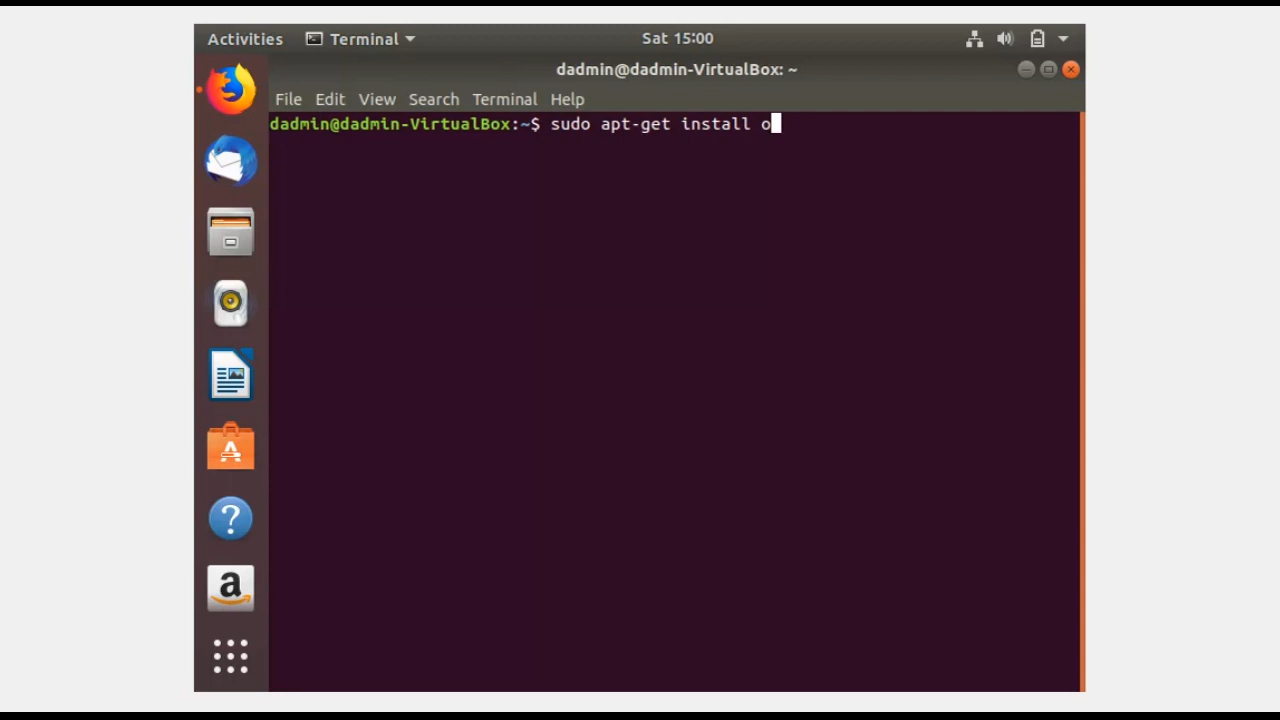 Activities Terminal Sat 15:00
dadmin@dadmin-VirtualBox: ~
File Edit View Search Terminal Help
dadmin@dadmin-VirtualBox:~$ sudo apt-get install o